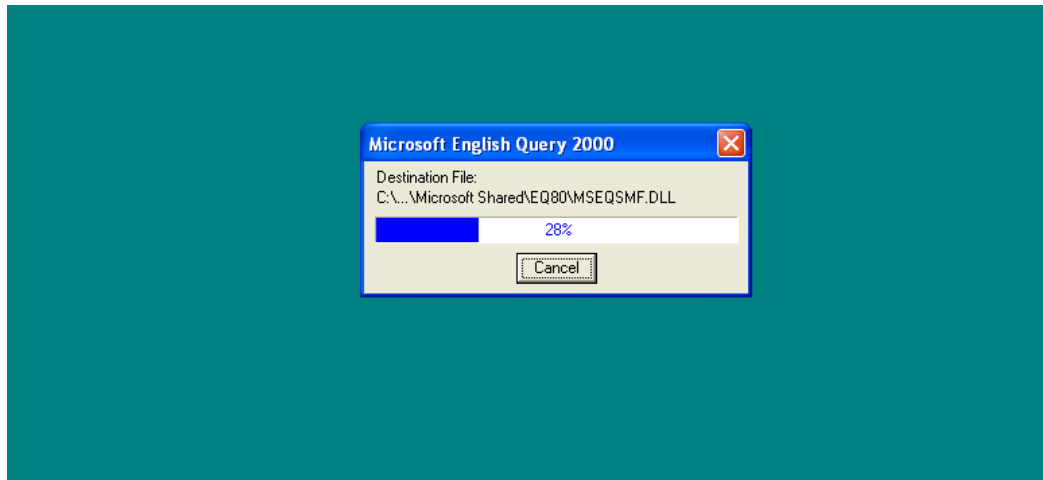 Microsoft English Query 2000
Destination File:
C:\...\Microsoft Shared\EQ80\MSEQSMF.DLL
28%
Cancel